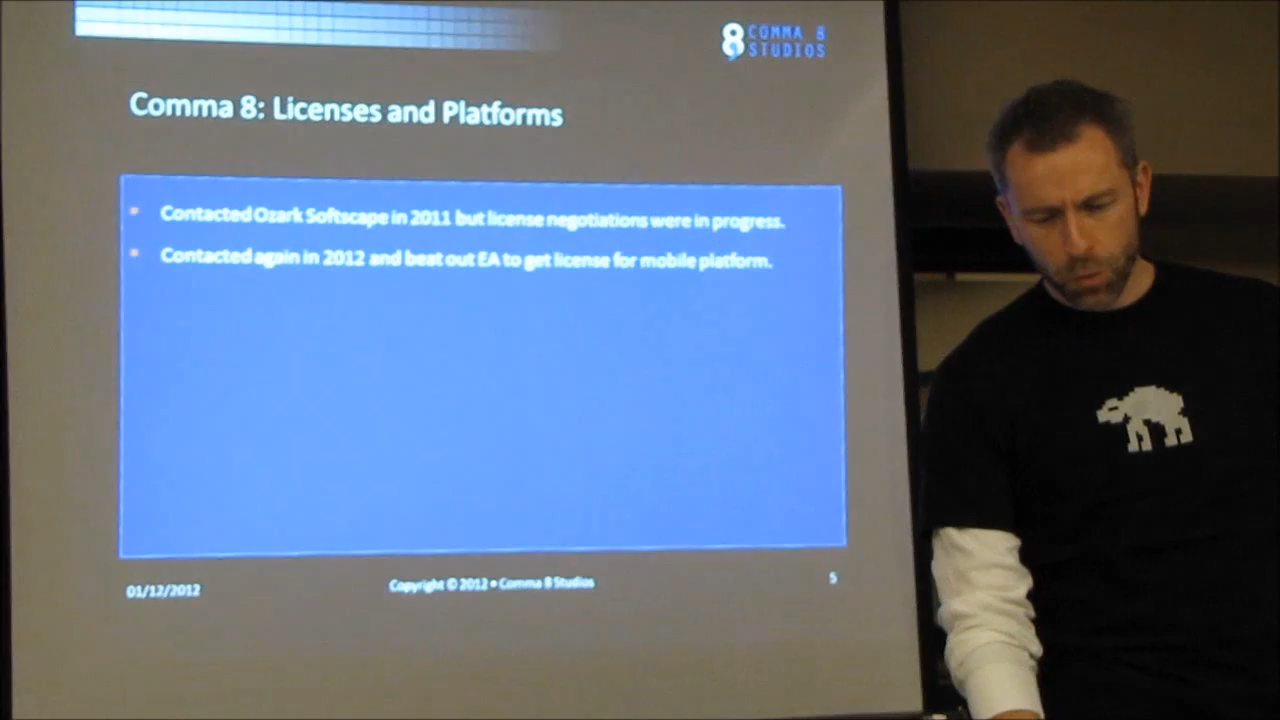 COMMA 8
STUDIOS
Comma 8: Licenses and Platforms
Contacted Ozark Softscape in 2011 but license negotiations were in progress.
Contacted again in 2012 and beat out EA to get license for mobile platform.
01/12/2012
Copyright © 2012 • Comma 8 Studios
5